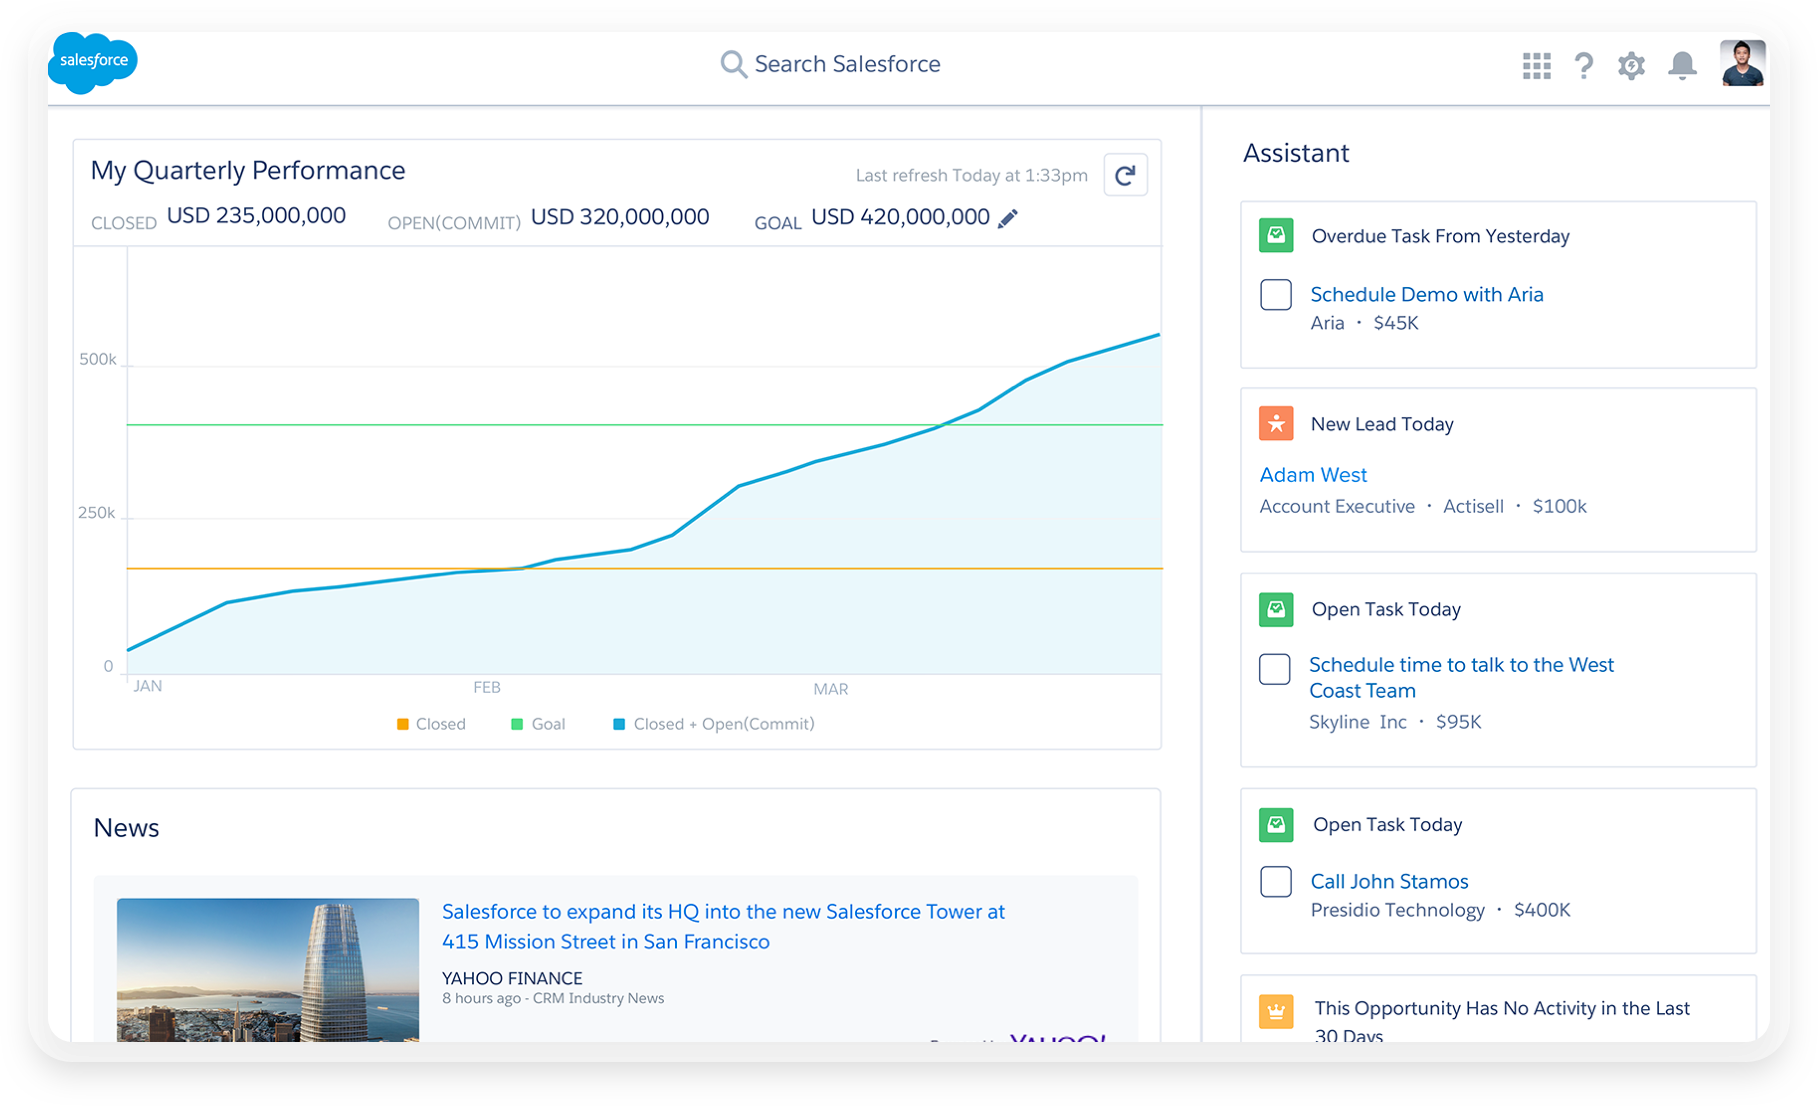 salesforce
Search Salesforce
My Quarterly Performance
Last refresh Today at 1:33pm
CLOSED USD 235,000,000 OPEN(COMMIT) USD 320,000,000 GOAL USD 420,000,000
500k
250k
0
JAN FEB MAR
Closed Goal Closed + Open(Commit)
News
Salesforce to expand its HQ into the new Salesforce Tower at
415 Mission Street in San Francisco
YAHOO FINANCE
8 hours ago - CRM Industry News
YAHOO!
Assistant
Overdue Task From Yesterday
Schedule Demo with Aria
Aria · $45K
New Lead Today
Adam West
Account Executive · Actisell · $100k
Open Task Today
Schedule time to talk to the West
Coast Team
Skyline Inc · $95K
Open Task Today
Call John Stamos
Presidio Technology · $400K
This Opportunity Has No Activity in the Last
30 Days